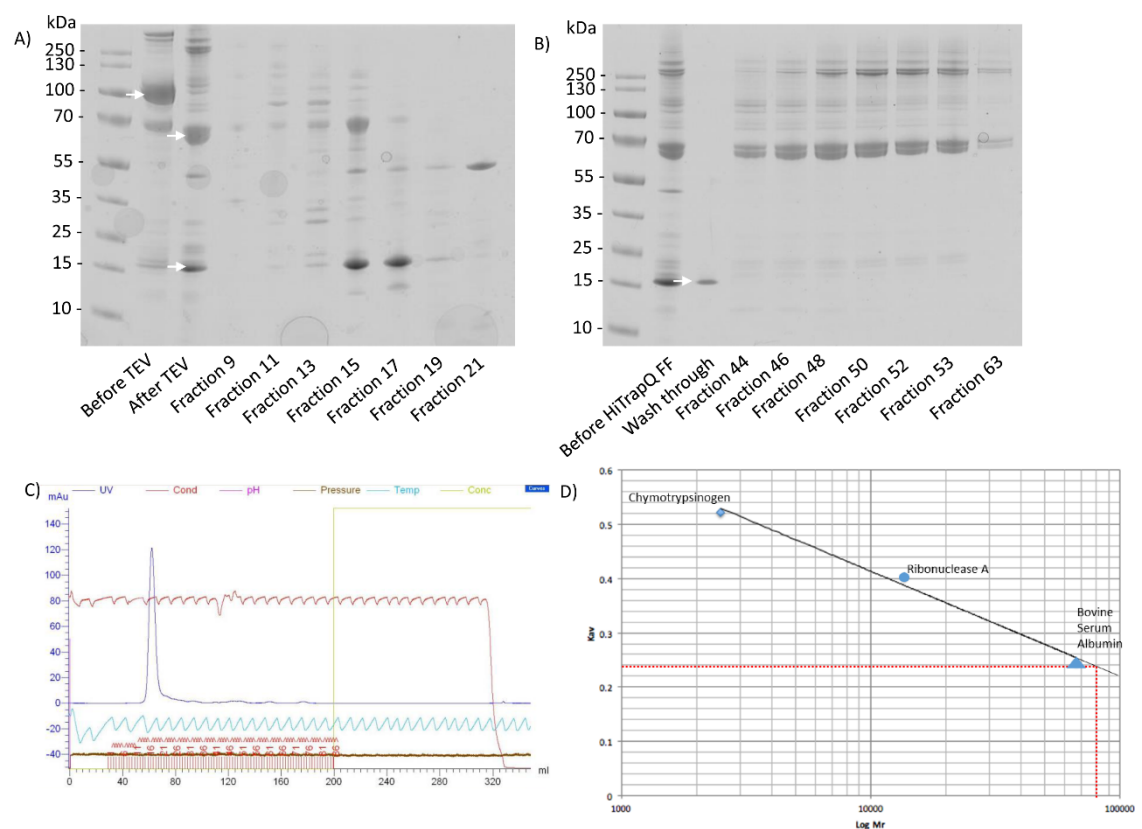 A)
kDa
250 -
130 -
100 -
70 -
55 -
35 -
25 -
15 -
10 -
Before TEV
After TEV
Fraction 9
Fraction 11
Fraction 13
Fraction 15
Fraction 17
Fraction 19
Fraction 21
B)
kDa
250 -
130 -
100 -
70 -
55 -
35 -
25 -
15 -
10 -
Before HiTrapQ FF
Wash through
Fraction 44
Fraction 46
Fraction 48
Fraction 50
Fraction 52
Fraction 53
Fraction 63
C)
UV Cond pH Pressure Temp Conc Curves
mAu
140
120
100
80
60
40
20
0
-20
-40
0 40 80 120 160 200 240 280 320 ml
D)
0.6
0.5
0.4
0.3
0.2
0.1
0
Kav
Chymotrypsinogen
Ribonuclease A
Bovine
Serum
Albumin
1000 10000 100000
Log Mr